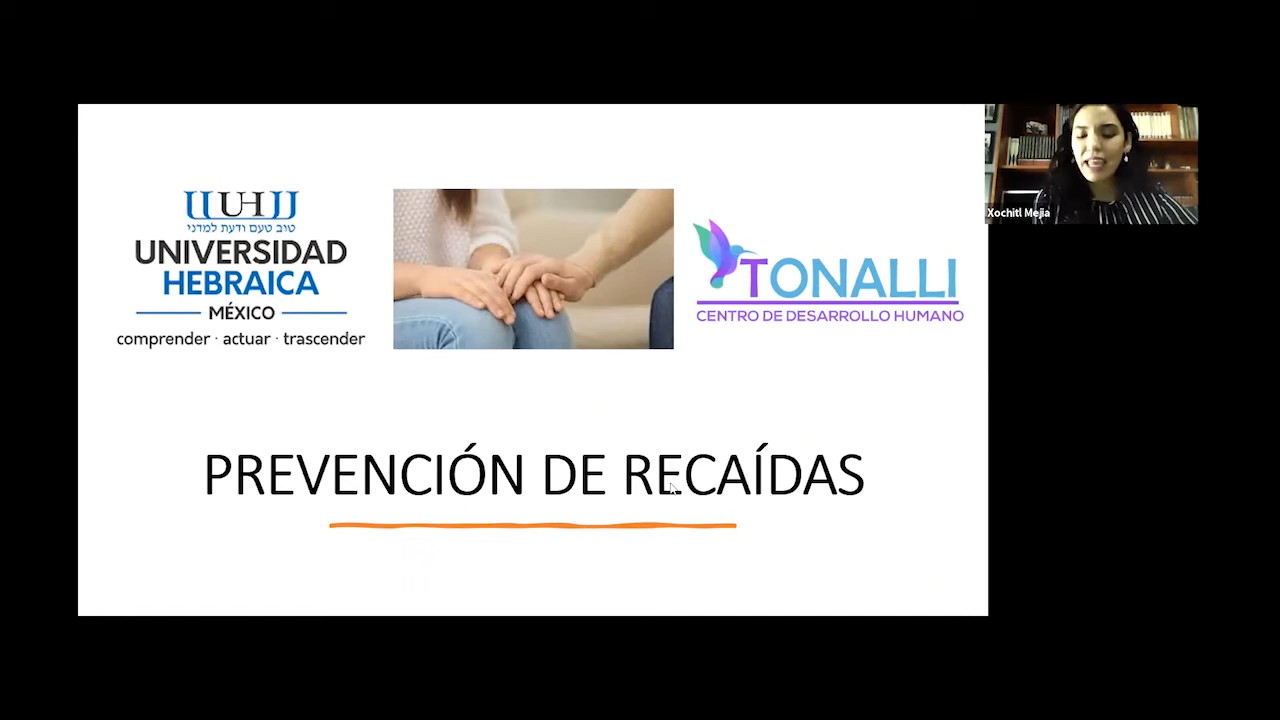 UH
טוב טעם ודעת למדני
UNIVERSIDAD
HEBRAICA
MÉXICO
comprender · actuar · trascender
TONALLI
CENTRO DE DESARROLLO HUMANO
Xochitl Mejia
PREVENCIÓN DE RECAÍDAS